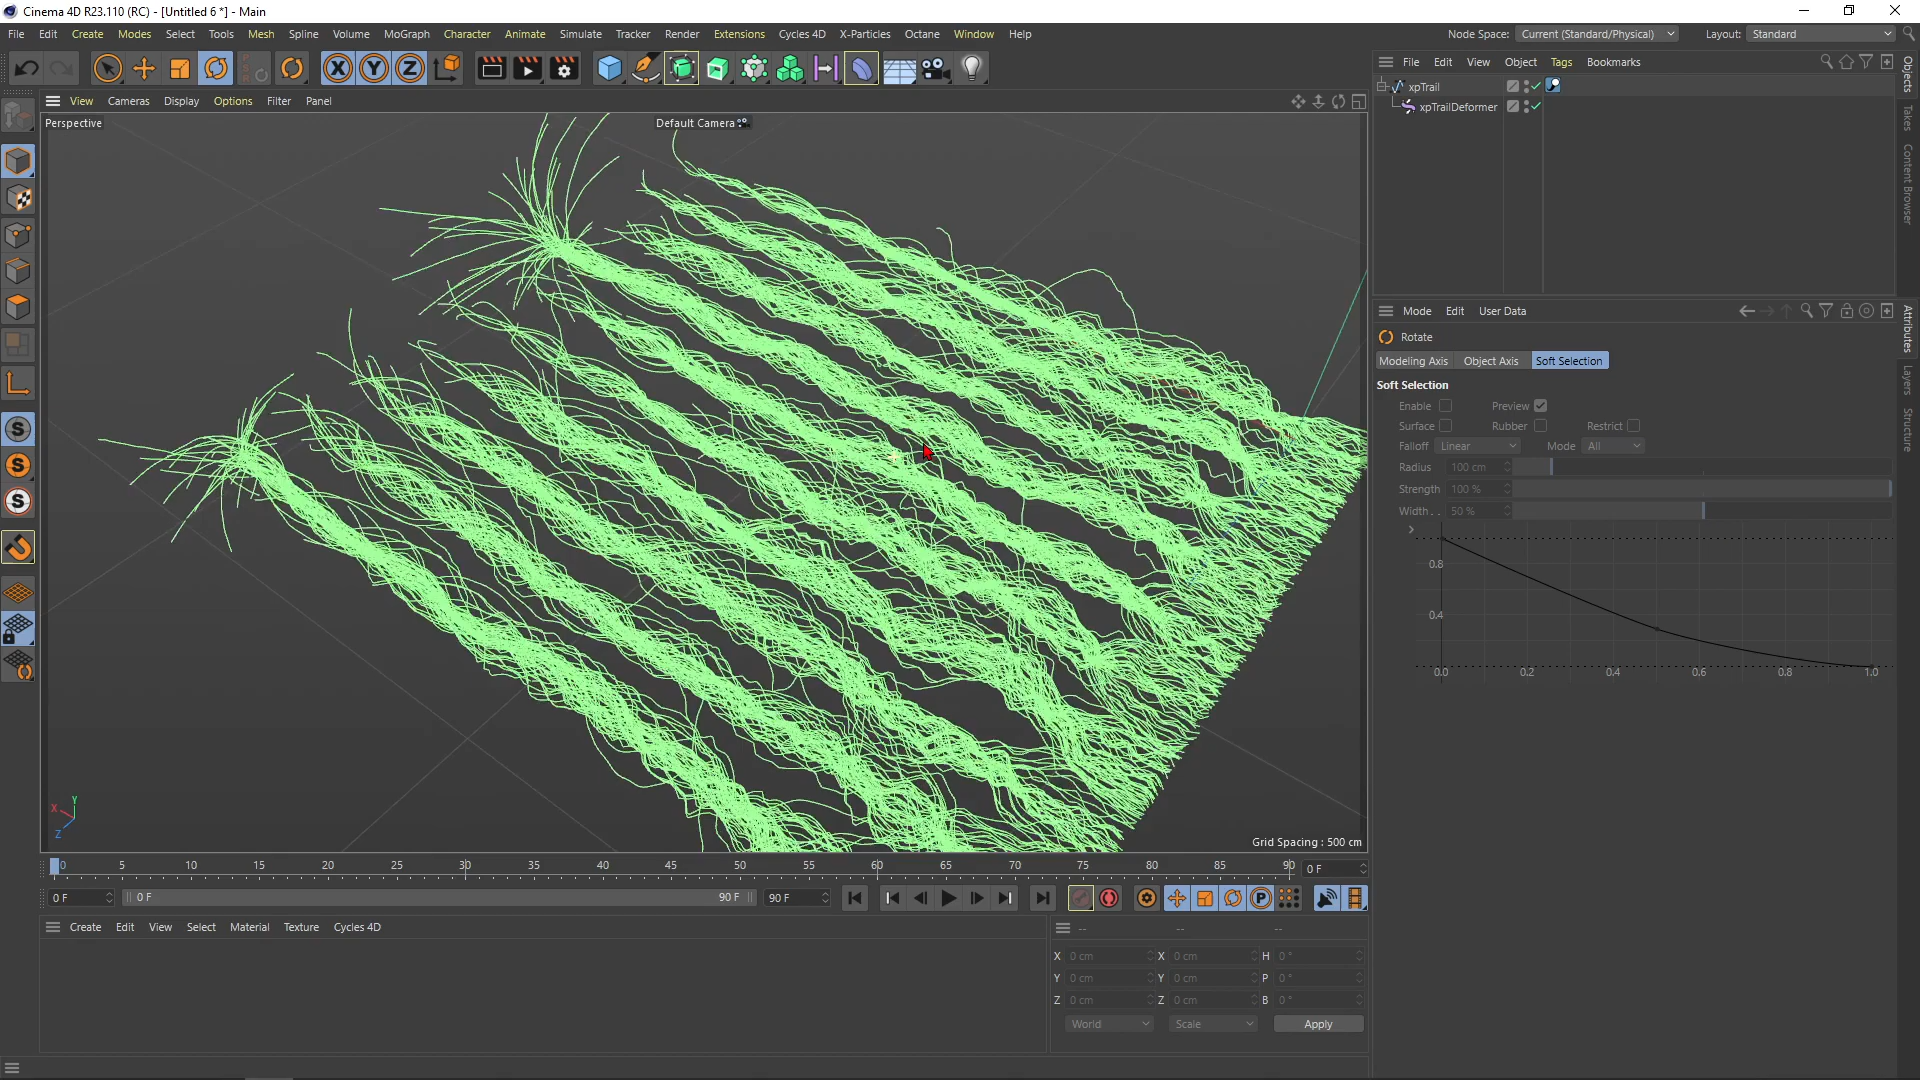 Cinema 4D R23.110 (RC) - [Untitled 6 *] - Main
File Edit Create Modes Select Tools Mesh Spline Volume MoGraph Character Animate Simulate Tracker Render Extensions Cycles 4D X-Particles Octane Window Help
Node Space: Current (Standard/Physical) Layout: Standard
X Y Z
View Cameras Display Options Filter Panel
Perspective
Default Camera
File Edit View Object Tags Bookmarks
xpTrail
xpTrailDeformer
Objects
Takes
Content Browser
Mode Edit User Data
Rotate
Modeling Axis Object Axis Soft Selection
Soft Selection
Enable Preview
Surface Rubber Restrict
Falloff Linear Mode All
Radius 100 cm
Strength 100 %
Width . . 50 %
0.8
0.4
0.0 0.2 0.4 0.6 0.8 1.0
Attributes
Layers
Structure
S
S
S
X Y Z
Grid Spacing : 500 cm
0 5 10 15 20 25 30 35 40 45 50 55 60 65 70 75 80 85 90 0 F
0 F 0 F 90 F 90 F P
Create Edit View Select Material Texture Cycles 4D
-- -- --
X 0 cm X 0 cm H 0 °
Y 0 cm Y 0 cm P 0 °
Z 0 cm Z 0 cm B 0 °
World Scale Apply